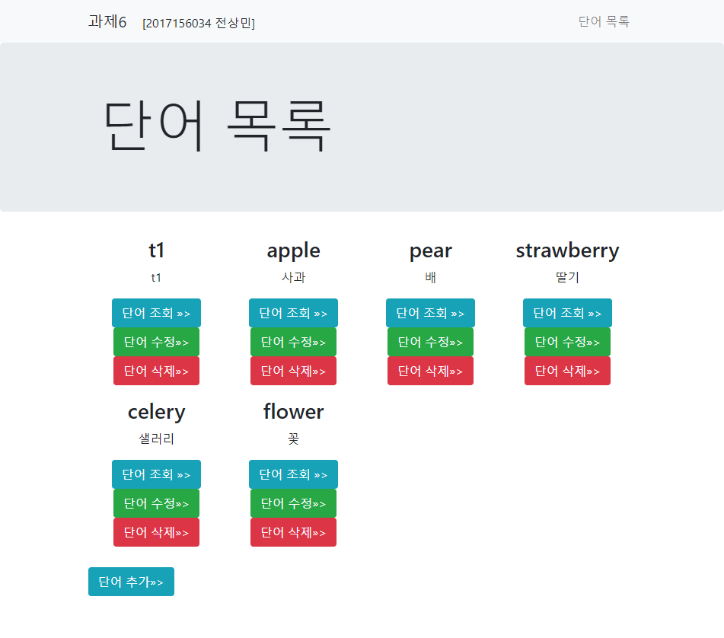 과제6 [2017156034 전상민] 단어 목록
단어 목록
t1 apple pear strawberry
t1 사과 배 딸기
단어 조회 »> 단어 조회 »> 단어 조회 »> 단어 조회 »>
단어 수정»> 단어 수정»> 단어 수정»> 단어 수정»>
단어 삭제»> 단어 삭제»> 단어 삭제»> 단어 삭제»>
celery flower
샐러리 꽃
단어 조회 »> 단어 조회 »>
단어 수정»> 단어 수정»>
단어 삭제»> 단어 삭제»>
단어 추가»>